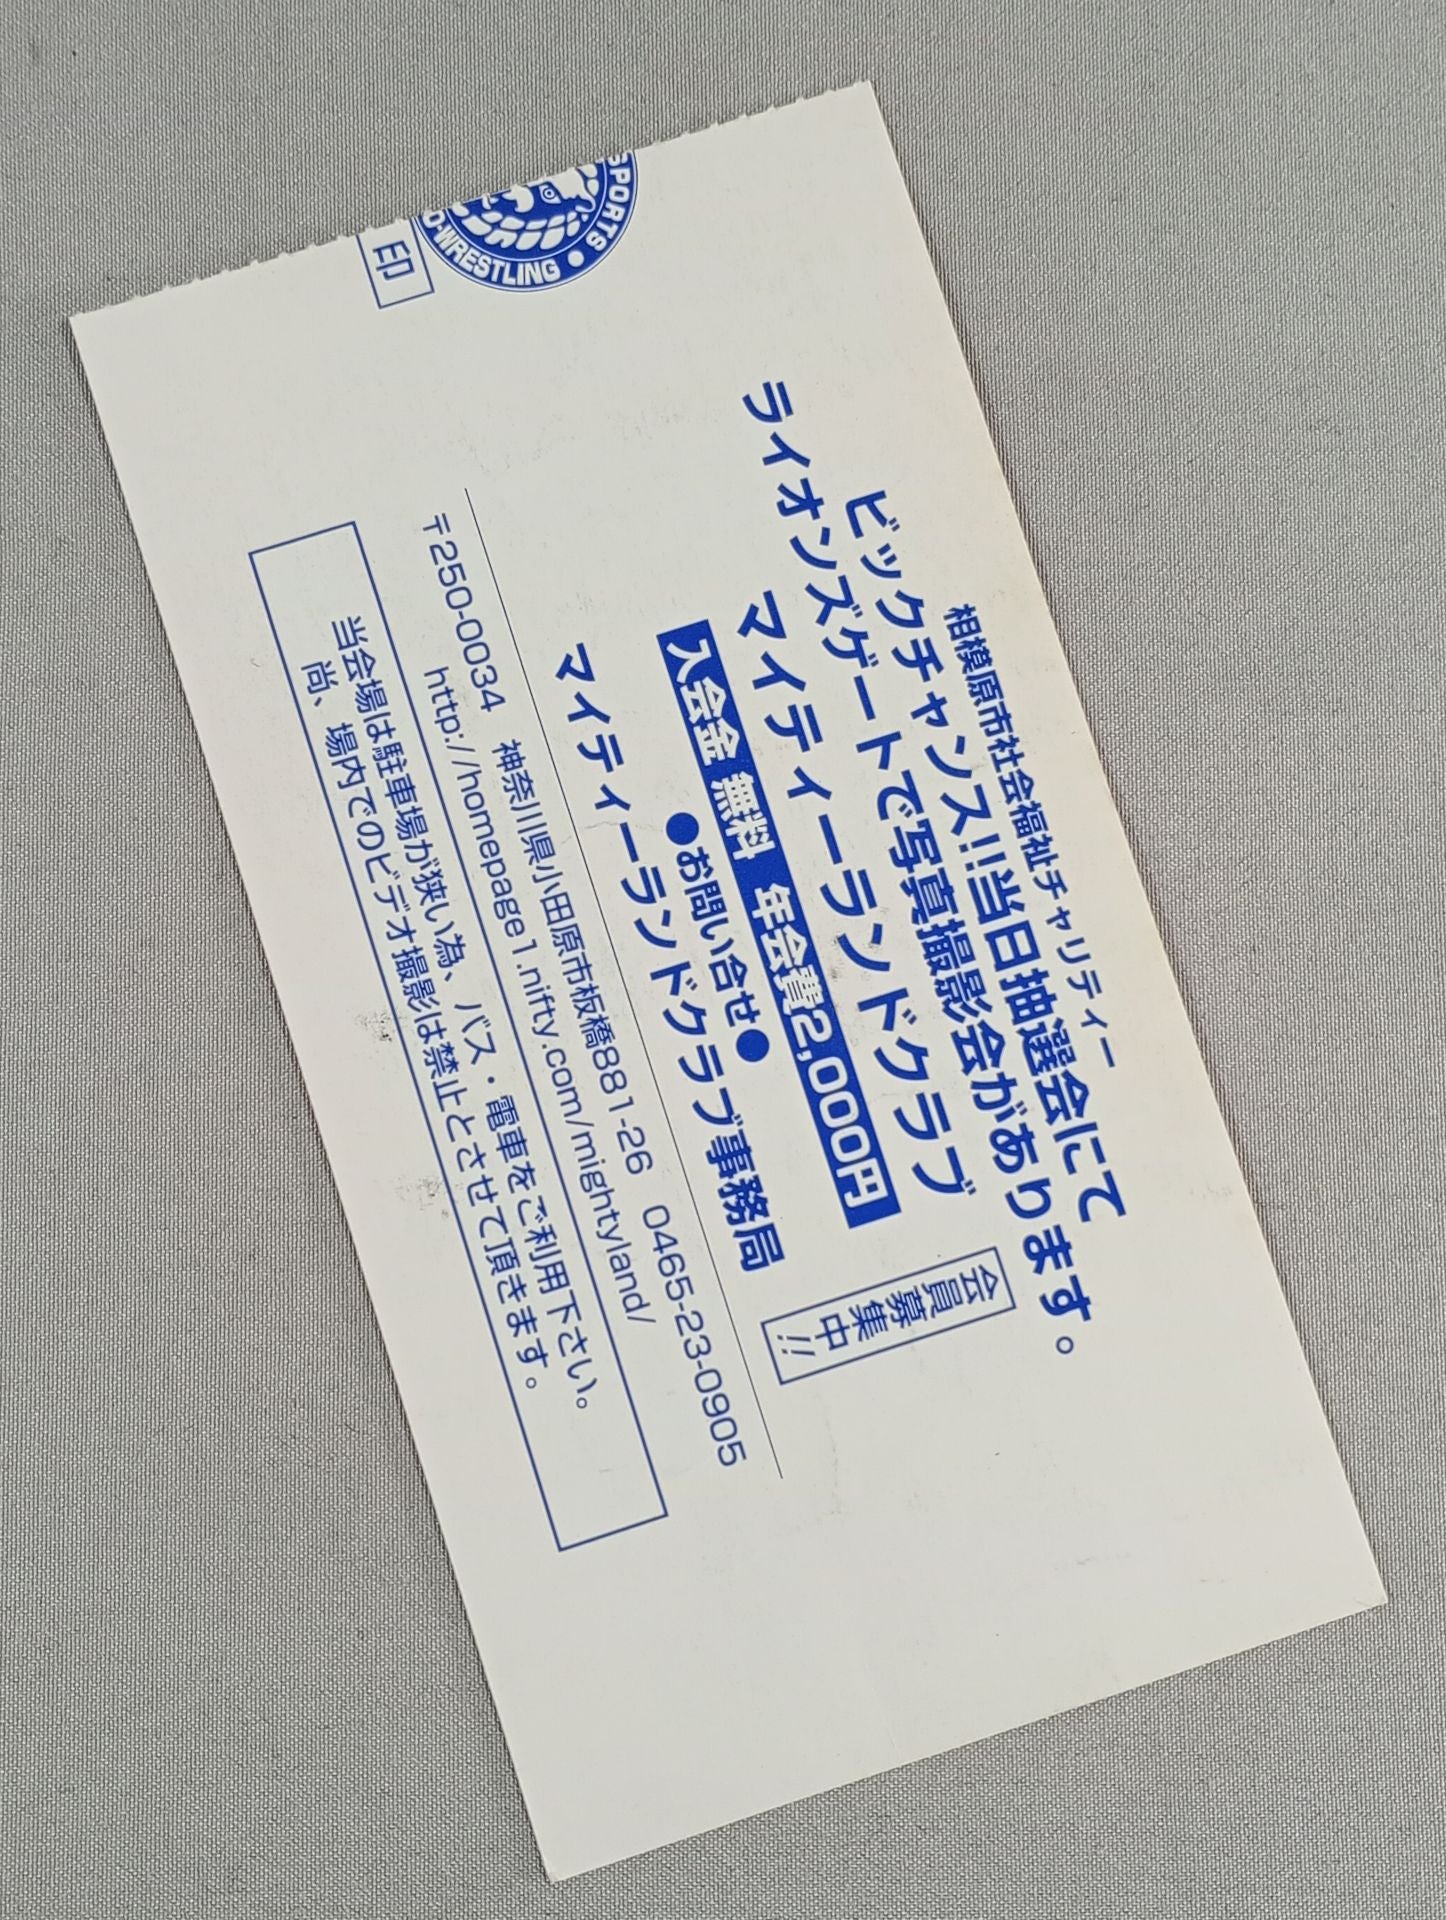 相模原市社会福祉チャリティー
ビックチャンス!!当日抽選会にて
ライオンズゲートで写真撮影会があります。
マイティーランドクラブ
会員募集中!!
入会金 無料 年会費2,000円
●お問い合せ●
マイティーランドクラブ事務局
〒250-0034 神奈川県小田原市板橋881-26 0465-23-0905
http://homepage1.nifty.com/mightyland/
当会場は駐車場が狭い為、バス・電車をご利用下さい。
尚、場内でのビデオ撮影は禁止とさせて頂きます。
印
SPORTS
O-WRESTLING